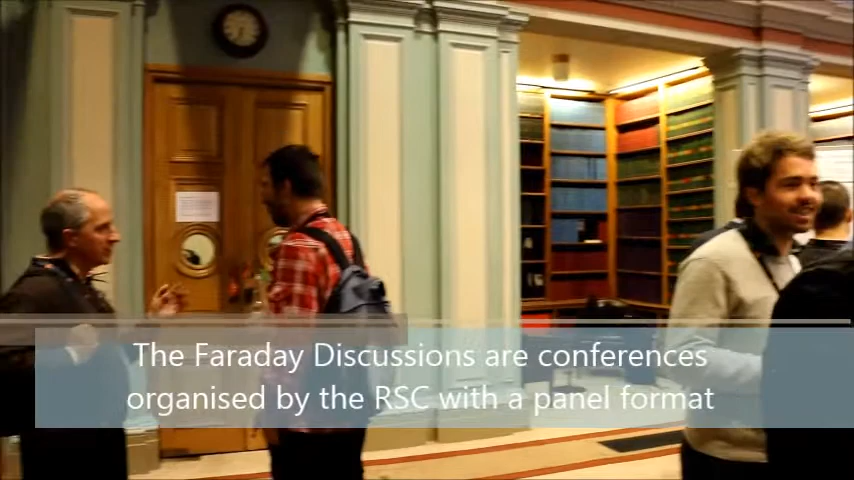 The Faraday Discussions are conferences
organised by the RSC with a panel format